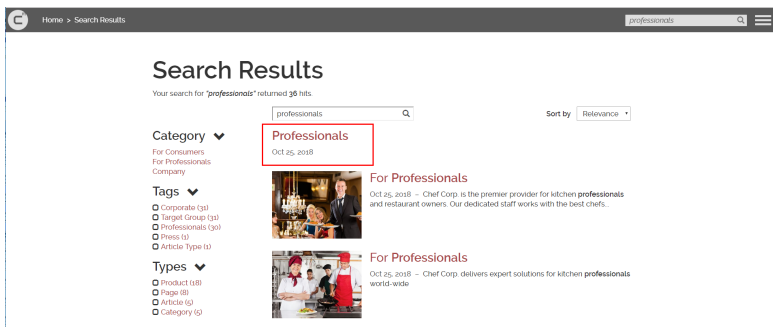 Home > Search Results
professionals
Search Results
Your search for "professionals" returned 36 hits.
professionals
Sort by Relevance
Category
For Consumers
For Professionals
Company
Tags
Corporate (31)
Target Group (31)
Professionals (30)
Press (1)
Article Type (1)
Types
Product (18)
Page (8)
Article (5)
Category (5)
Professionals
Oct 25, 2018
For Professionals
Oct 25, 2018 – Chef Corp. is the premier provider for kitchen professionals
and restaurant owners. Our dedicated staff works with the best chefs...
For Professionals
Oct 25, 2018 – Chef Corp. delivers expert solutions for kitchen professionals
world-wide